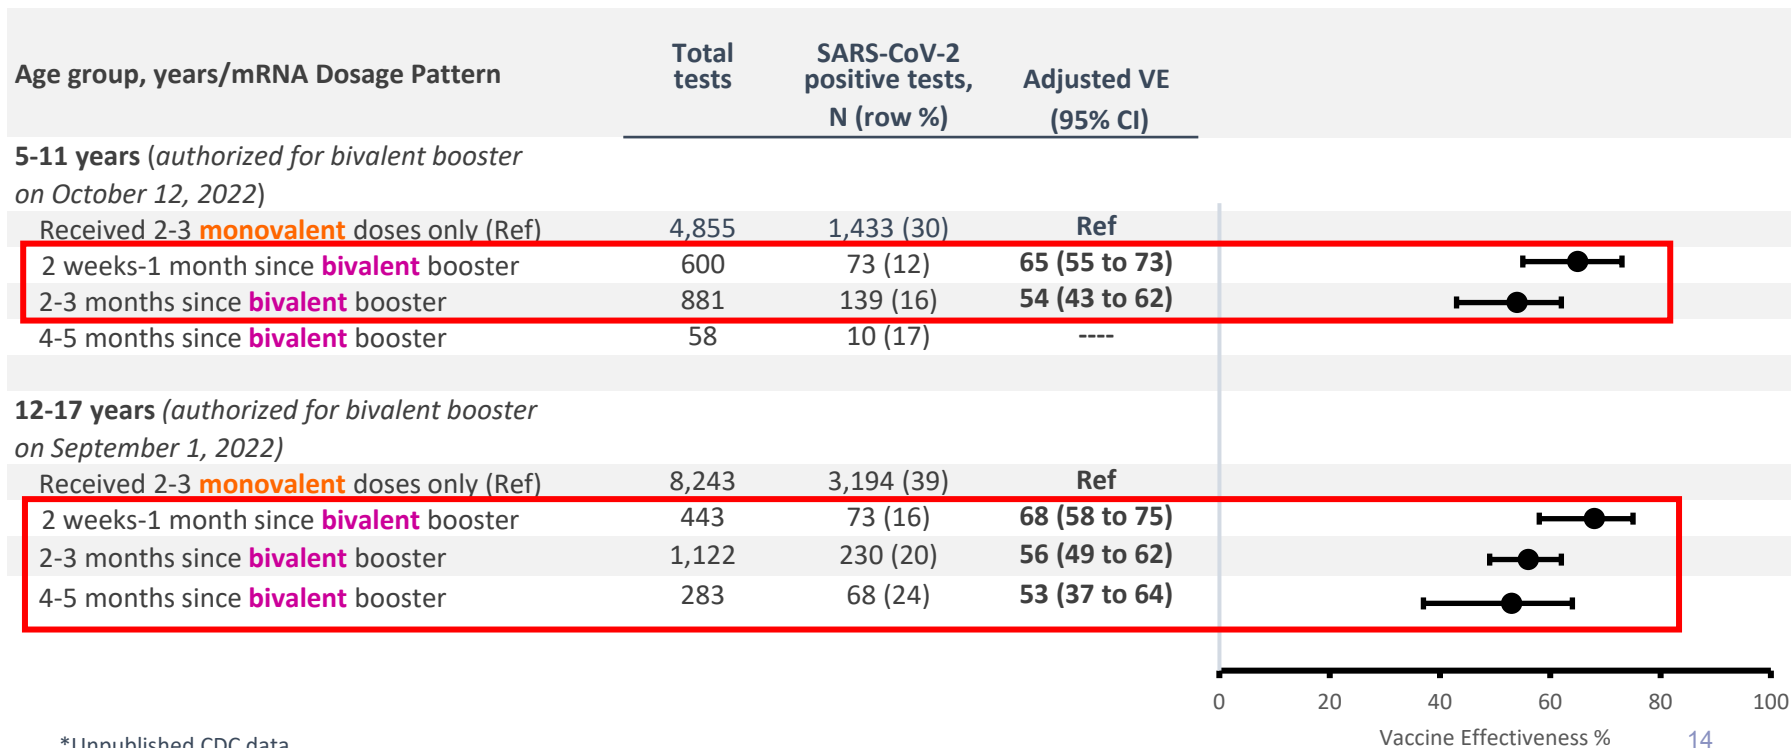 Age group, years/mRNA Dosage Pattern
Total tests
SARS-CoV-2 positive tests, N (row %)
Adjusted VE (95% CI)
5-11 years (authorized for bivalent booster
on October 12, 2022)
Received 2-3 monovalent doses only (Ref) 4,855 1,433 (30) Ref
2 weeks-1 month since bivalent booster 600 73 (12) 65 (55 to 73)
2-3 months since bivalent booster 881 139 (16) 54 (43 to 62)
4-5 months since bivalent booster 58 10 (17) ----
12-17 years (authorized for bivalent booster
on September 1, 2022)
Received 2-3 monovalent doses only (Ref) 8,243 3,194 (39) Ref
2 weeks-1 month since bivalent booster 443 73 (16) 68 (58 to 75)
2-3 months since bivalent booster 1,122 230 (20) 56 (49 to 62)
4-5 months since bivalent booster 283 68 (24) 53 (37 to 64)
0 20 40 60 80 100
Vaccine Effectiveness %
*Unpublished CDC data
14